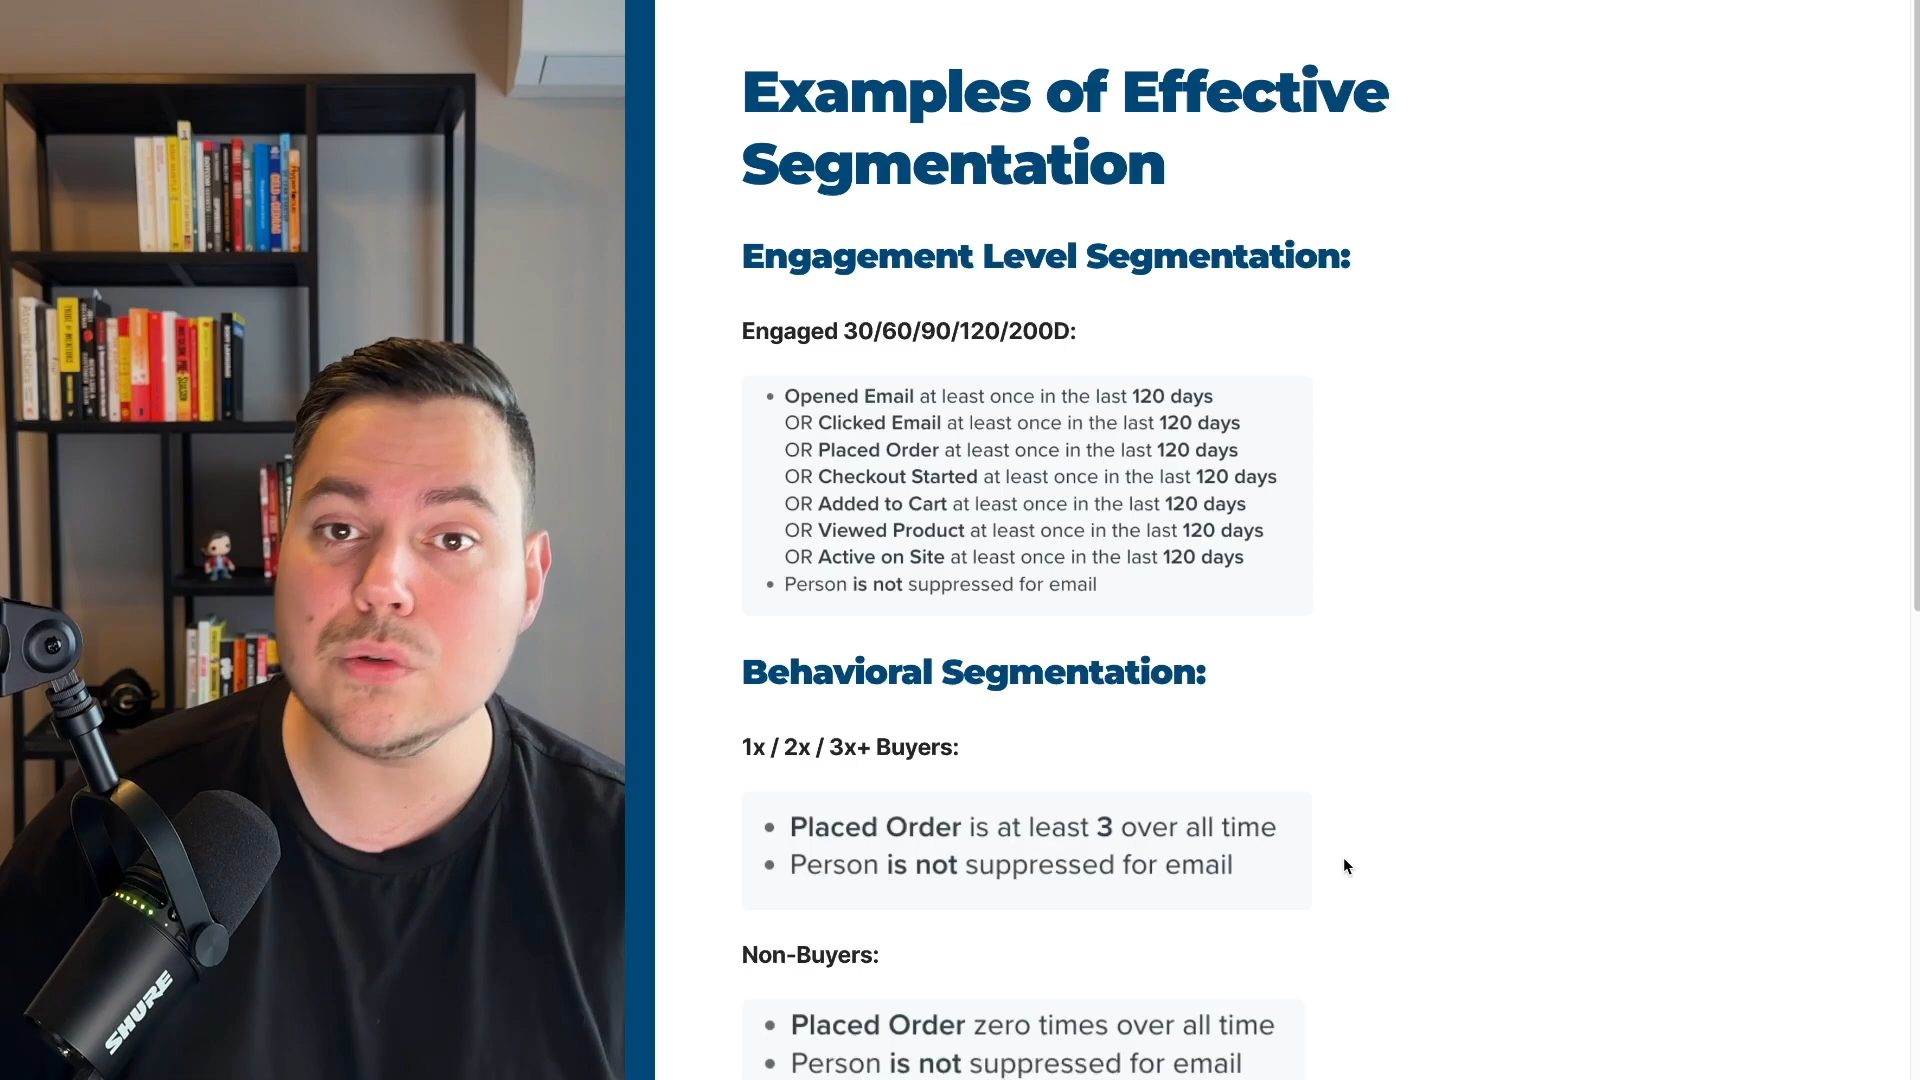 Examples of Effective
Segmentation
Engagement Level Segmentation:
Engaged 30/60/90/120/200D:
• Opened Email at least once in the last 120 days
OR Clicked Email at least once in the last 120 days
OR Placed Order at least once in the last 120 days
OR Checkout Started at least once in the last 120 days
OR Added to Cart at least once in the last 120 days
OR Viewed Product at least once in the last 120 days
OR Active on Site at least once in the last 120 days
• Person is not suppressed for email
Behavioral Segmentation:
1x / 2x / 3x+ Buyers:
• Placed Order is at least 3 over all time
• Person is not suppressed for email
Non-Buyers:
• Placed Order zero times over all time
• Person is not suppressed for email
SHURE